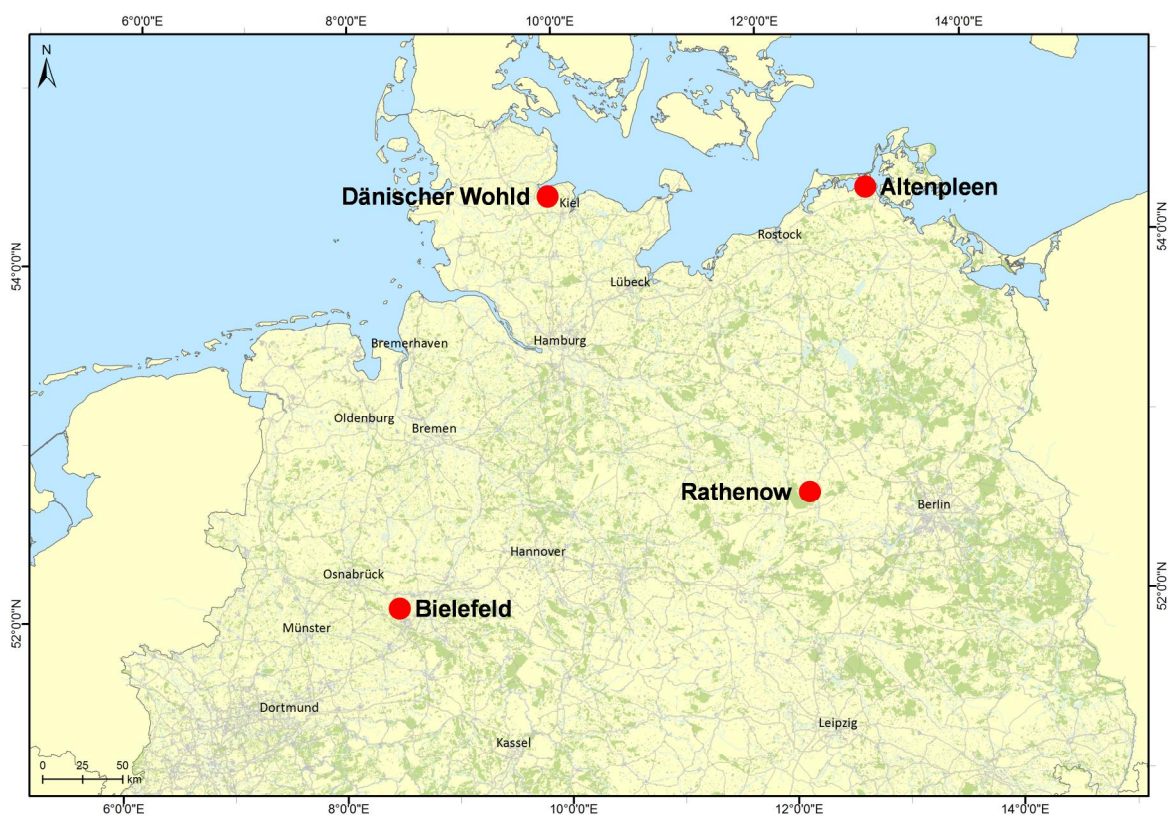 6°0'0"E 8°0'0"E 10°0'0"E 12°0'0"E 14°0'0"E
N
Dänischer Wohld
Kiel
Altenpleen
Rostock
54°0'0"N
54°0'0"N
Lübeck
Bremerhaven
Hamburg
Oldenburg
Bremen
Rathenow
Berlin
Hannover
Osnabrück
52°0'0"N
Bielefeld
52°0'0"N
Münster
Dortmund
Leipzig
Kassel
0 25 50
km
6°0'0"E 8°0'0"E 10°0'0"E 12°0'0"E 14°0'0"E